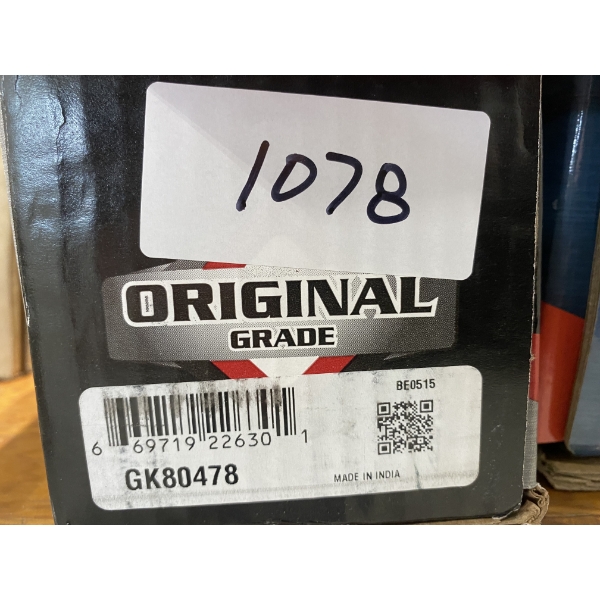 1078
ORIGINAL
GRADE
BE0515
6 69719 22630 1
GK80478
MADE IN INDIA